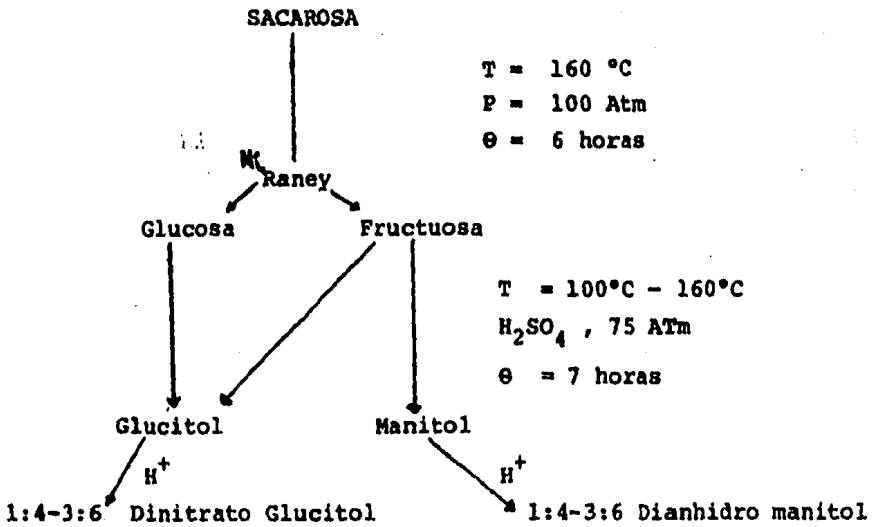 SACAROSA
T = 160 °C
P = 100 Atm
θ = 6 horas
Raney
Glucosa Fructuosa
T = 100°C - 160°C
H₂SO₄ , 75 ATm
θ = 7 horas
Glucitol Manitol
H⁺ H⁺
1:4-3:6 Dinitrato Glucitol 1:4-3:6 Dianhidro manitol